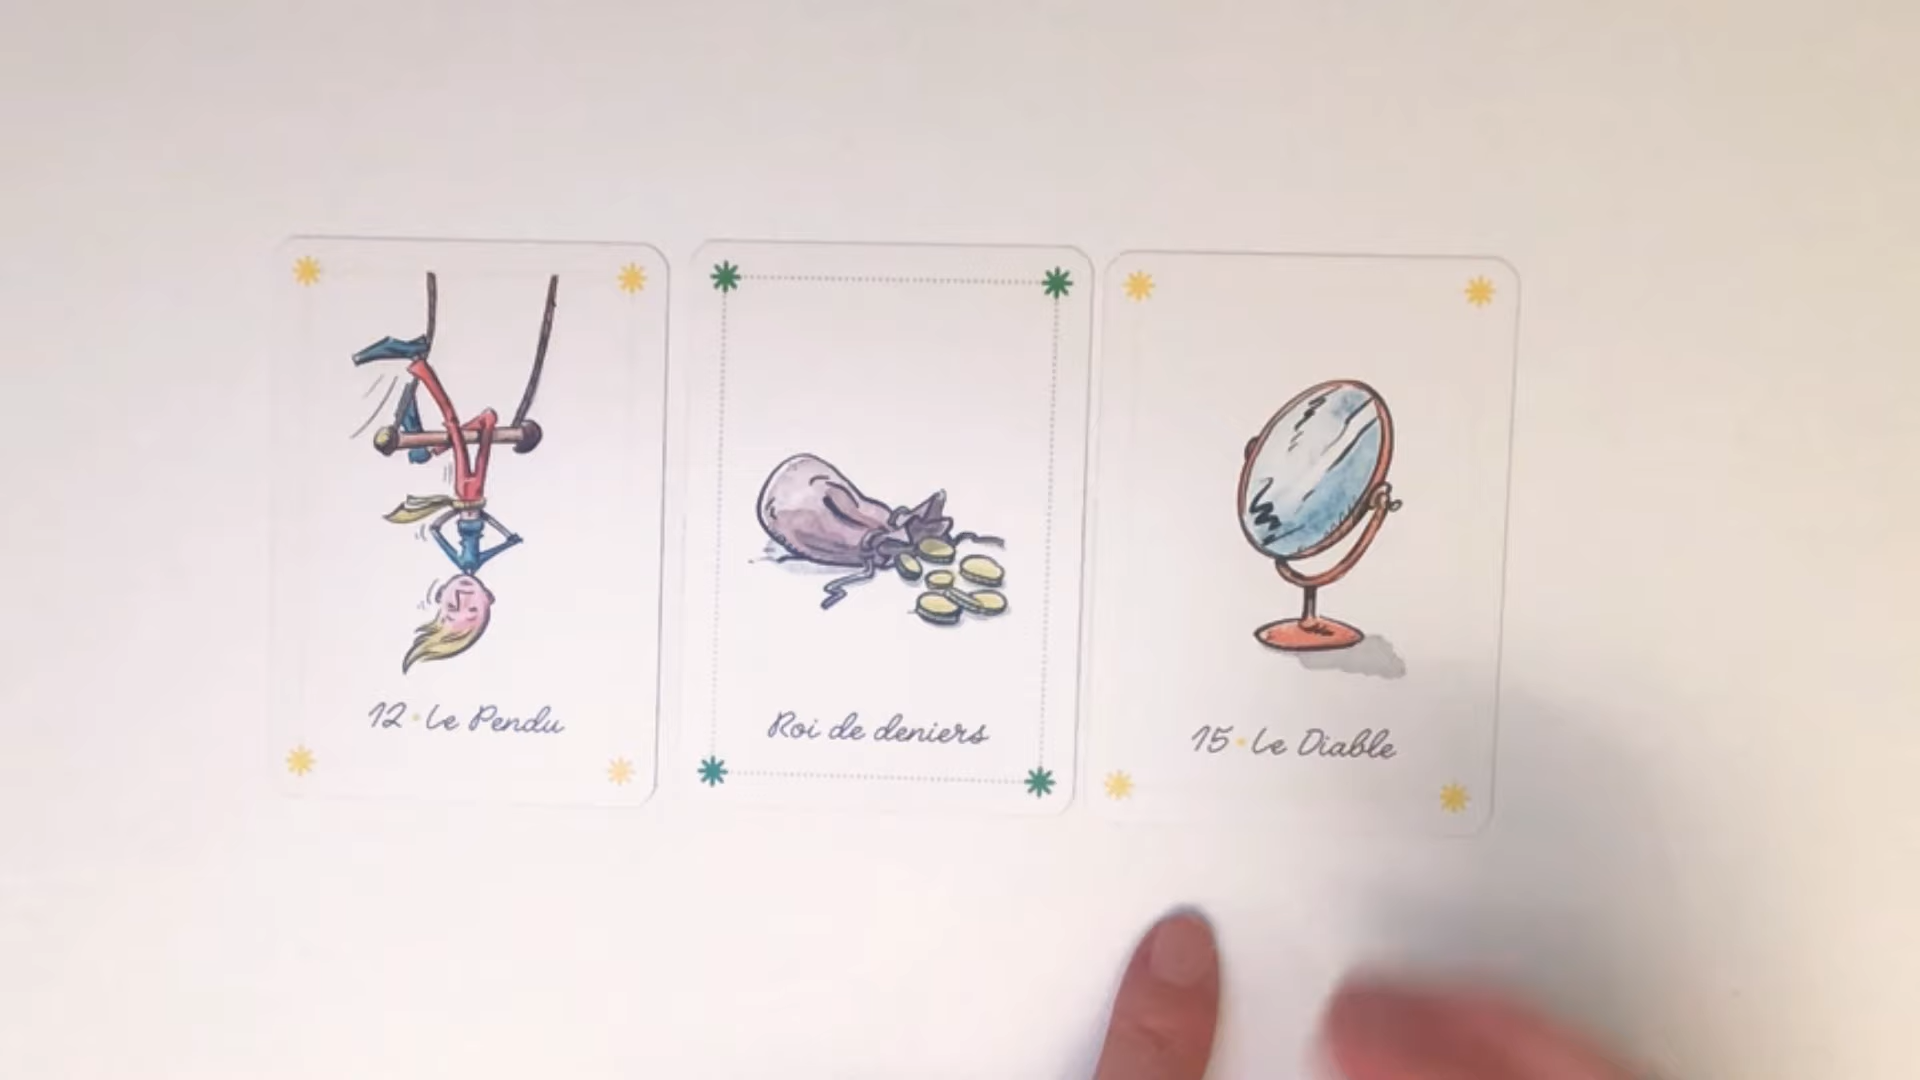 12 • Le Pendu
Roi de deniers
15 • Le Diable